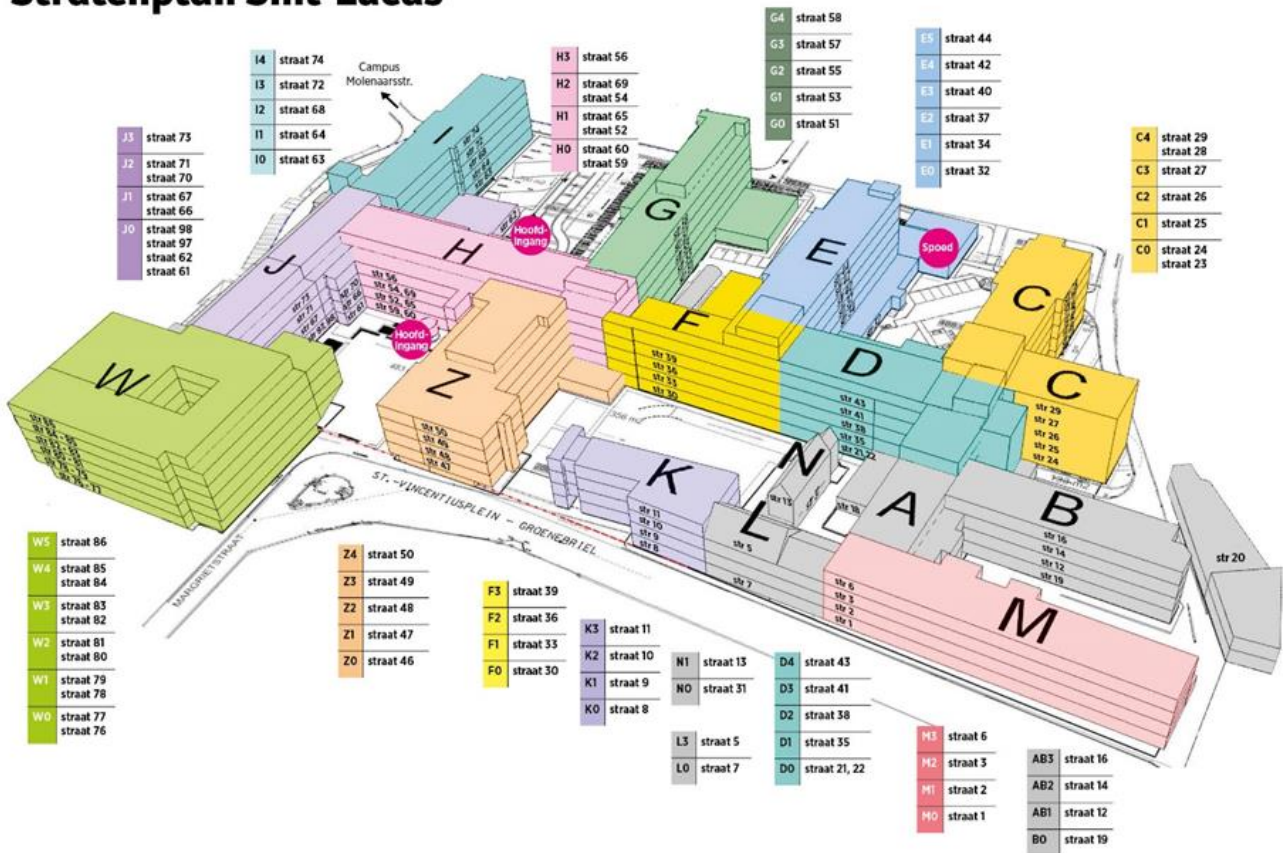 Stratenplan Sint-Lucas
I4 straat 74
I3 straat 72
I2 straat 68
I1 straat 64
I0 straat 63
Campus
Molenaarsstr.
H3 straat 56
H2 straat 69
straat 54
H1 straat 65
straat 52
H0 straat 60
straat 59
G4 straat 58
G3 straat 57
G2 straat 55
G1 straat 53
G0 straat 51
E5 straat 44
E4 straat 42
E3 straat 40
E2 straat 37
E1 straat 34
E0 straat 32
C4 straat 29
straat 28
C3 straat 27
C2 straat 26
C1 straat 25
C0 straat 24
straat 23
J3 straat 73
J2 straat 71
straat 70
J1 straat 67
straat 66
J0 straat 98
straat 97
straat 62
straat 61
I
G
H
J
E
C
F
D
C
W
Z
N
K
A
B
L
M
Hoofd-
ingang
Spoed
Hoofd-
ingang
str 56
str 54, 69
str 52, 65
str 59, 60
str 39
str 36
str 33
str 30
str 43
str 41
str 38
str 35
str 21,22
str 29
str 27
str 26
str 25
str 24
str 50
str 49
str 48
str 47
str 11
str 10
str 9
str 8
str 13
str 18
str 5
str 7
str 16
str 14
str 12
str 19
str 20
str 6
str 3
str 2
str 1
ST.-VINCENTIUSPLEIN - GROENEBRIEL
MARGRIETSTRAAT
W5 straat 86
W4 straat 85
straat 84
W3 straat 83
straat 82
W2 straat 81
straat 80
W1 straat 79
straat 78
W0 straat 77
straat 76
Z4 straat 50
Z3 straat 49
Z2 straat 48
Z1 straat 47
Z0 straat 46
F3 straat 39
F2 straat 36
F1 straat 33
F0 straat 30
K3 straat 11
K2 straat 10
K1 straat 9
K0 straat 8
N1 straat 13
N0 straat 31
L3 straat 5
L0 straat 7
D4 straat 43
D3 straat 41
D2 straat 38
D1 straat 35
D0 straat 21, 22
M3 straat 6
M2 straat 3
M1 straat 2
M0 straat 1
AB3 straat 16
AB2 straat 14
AB1 straat 12
B0 straat 19